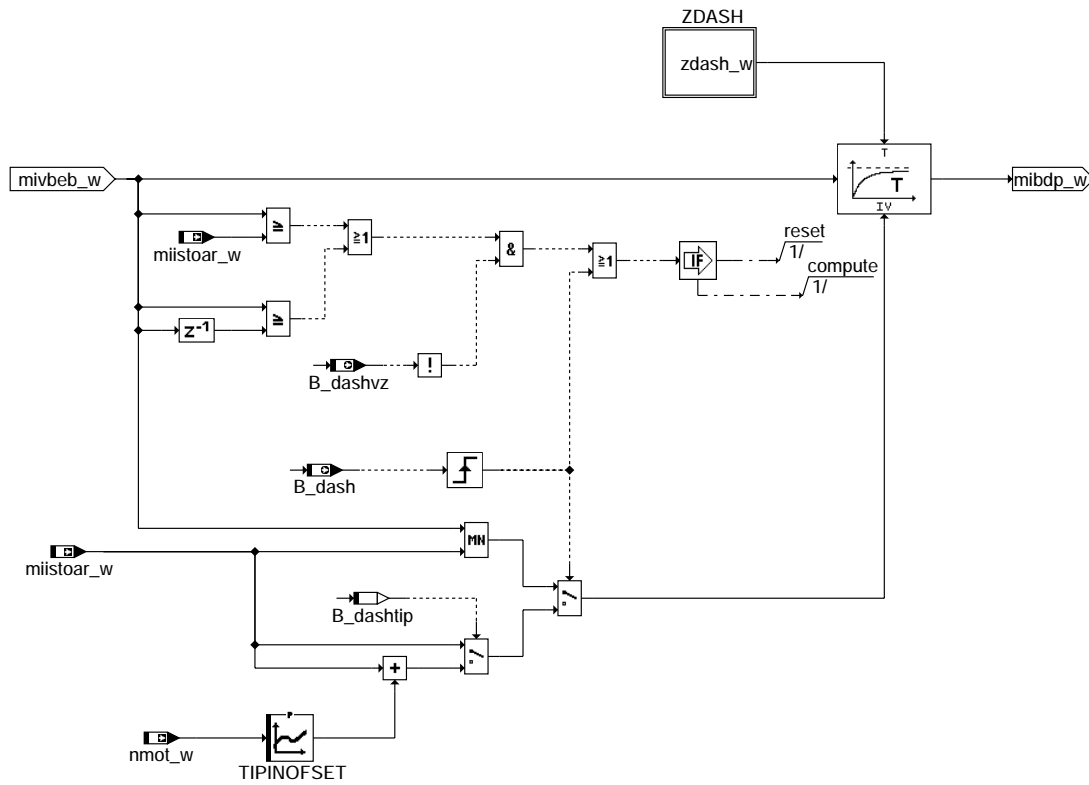 ZDASH
zdash_w
T
mivbeb_w
T
mibdp_w
IV
miistoar_w
≥1
&
≥1
IF
reset
1/
compute
1/
z-1
B_dashvz
!
B_dash
MN
miistoar_w
B_dashtip
+
P
nmot_w
TIPINOFSET